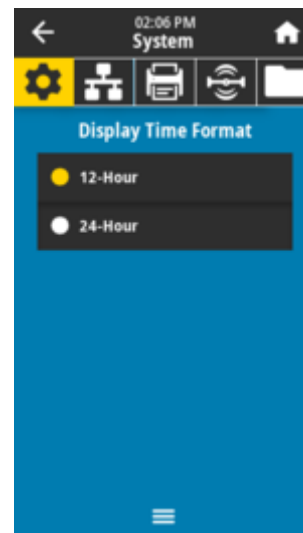 02:06 PM
System
Display Time Format
12-Hour
24-Hour